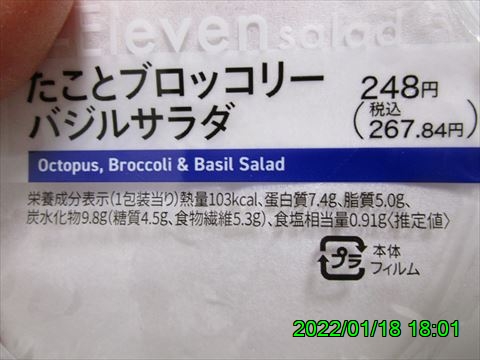 Eleven salad
たことブロッコリー
バジルサラダ
248円
(税込
267.84円)
Octopus, Broccoli & Basil Salad
栄養成分表示(1包装当り)熱量103kcal、蛋白質7.4g、脂質5.0g、
炭水化物9.8g(糖質4.5g、食物繊維5.3g)、食塩相当量0.91g〈推定値〉
プラ
本体
フィルム
2022/01/18 18:01